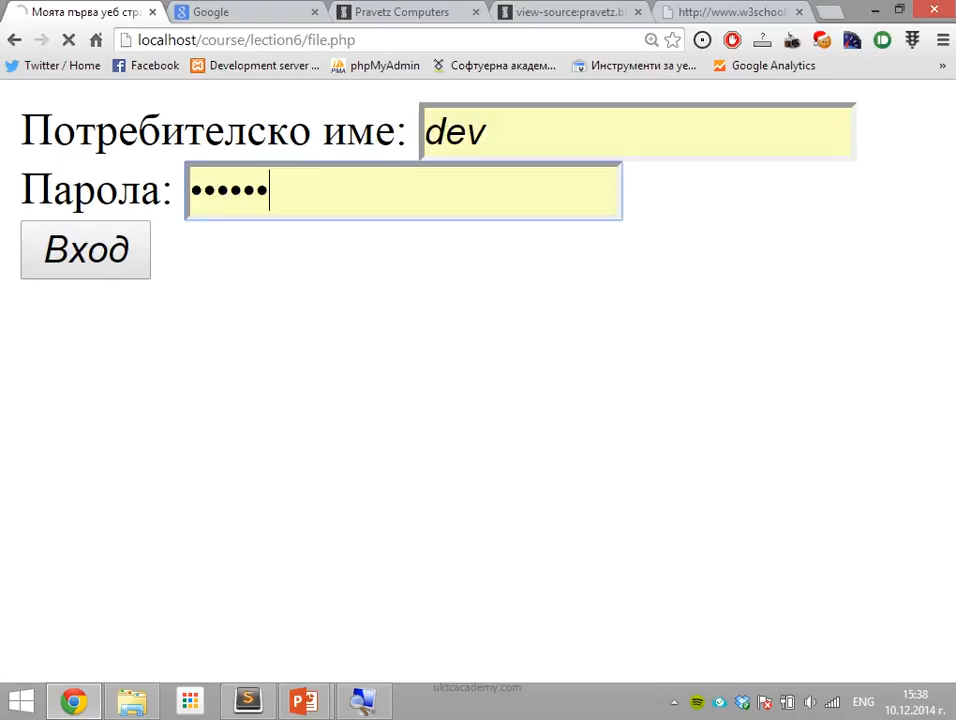 Моята първа уеб стра
Google
Pravetz Computers
view-source:pravetz.b
http://www.w3school
localhost/course/lection6/file.php
Twitter / Home
Facebook
Development server ...
phpMyAdmin
Софтуерна академ...
Инструменти за уе...
Google Analytics
»
Потребителско име: dev
Парола: ••••••
Вход
uktcacademy.com
ENG
15:38
10.12.2014 г.